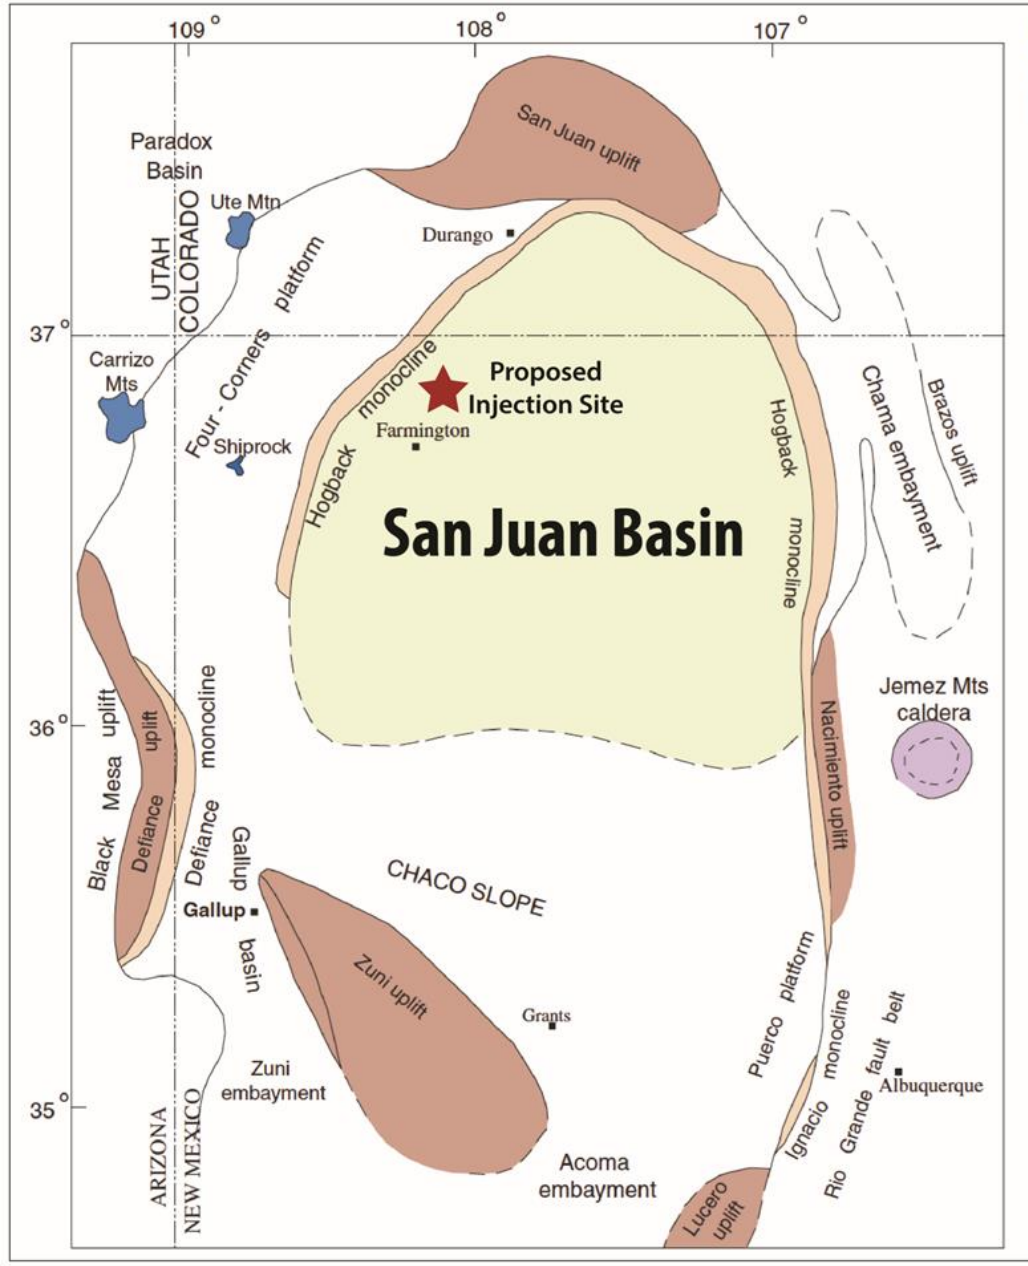 109°
108°
107°
San Juan uplift
Paradox
Basin
Ute Mtn
UTAH
COLORADO
Durango
Four - Corners platform
37°
Carrizo
Mts
Hogback monocline
Proposed
Injection Site
Farmington
Shiprock
Hogback monocline
Chama embayment
Brazos uplift
San Juan Basin
36°
Black Mesa uplift
Defiance uplift
Defiance monocline
Nacimiento uplift
Jemez Mts
caldera
Gallup basin
Gallup
CHACO SLOPE
Zuni uplift
Grants
Puerco platform
Ignacio monocline
Rio Grande fault belt
Albuquerque
Zuni
embayment
35°
ARIZONA
NEW MEXICO
Acoma
embayment
Lucero
uplift